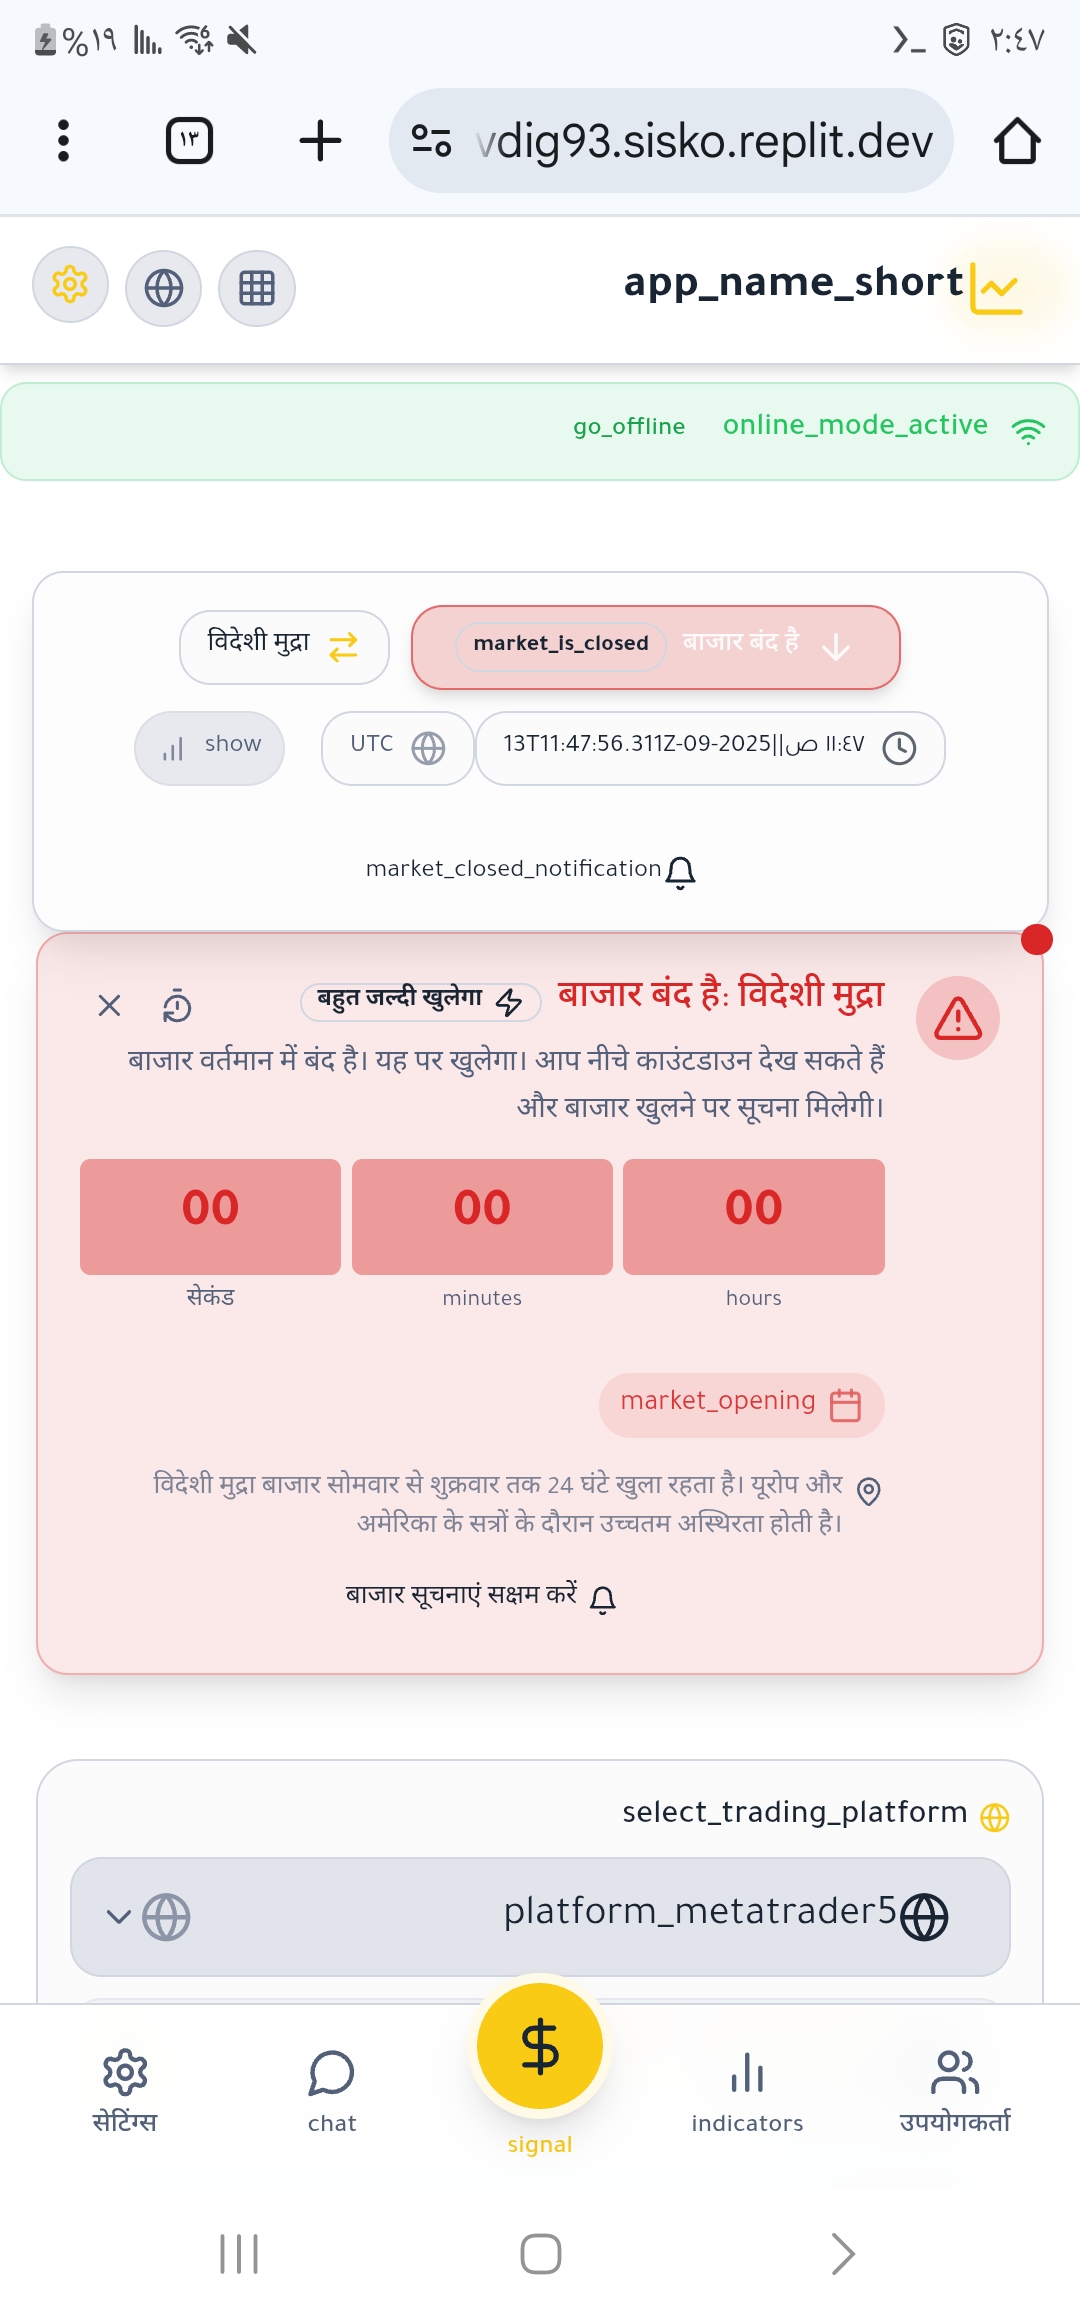 %١٩
٢:٤٧
١٣
vdig93.sisko.replit.dev
app_name_short
online_mode_active
go_offline
market_is_closed
बाजार बंद है
विदेशी मुद्रा
13T11:47:56.311Z-09-2025||١١:٤٧ ص
UTC
show
market_closed_notification
बाजार बंद है: विदेशी मुद्रा
बहुत जल्दी खुलेगा
बाजार वर्तमान में बंद है। यह पर खुलेगा। आप नीचे काउंटडाउन देख सकते हैं
और बाजार खुलने पर सूचना मिलेगी।
00
00
00
सेकंड
minutes
hours
market_opening
विदेशी मुद्रा बाजार सोमवार से शुक्रवार तक 24 घंटे खुला रहता है। यूरोप और
अमेरिका के सत्रों के दौरान उच्चतम अस्थिरता होती है।
बाजार सूचनाएं सक्षम करें
select_trading_platform
platform_metatrader5
सेटिंग्स
chat
signal
indicators
उपयोगकर्ता